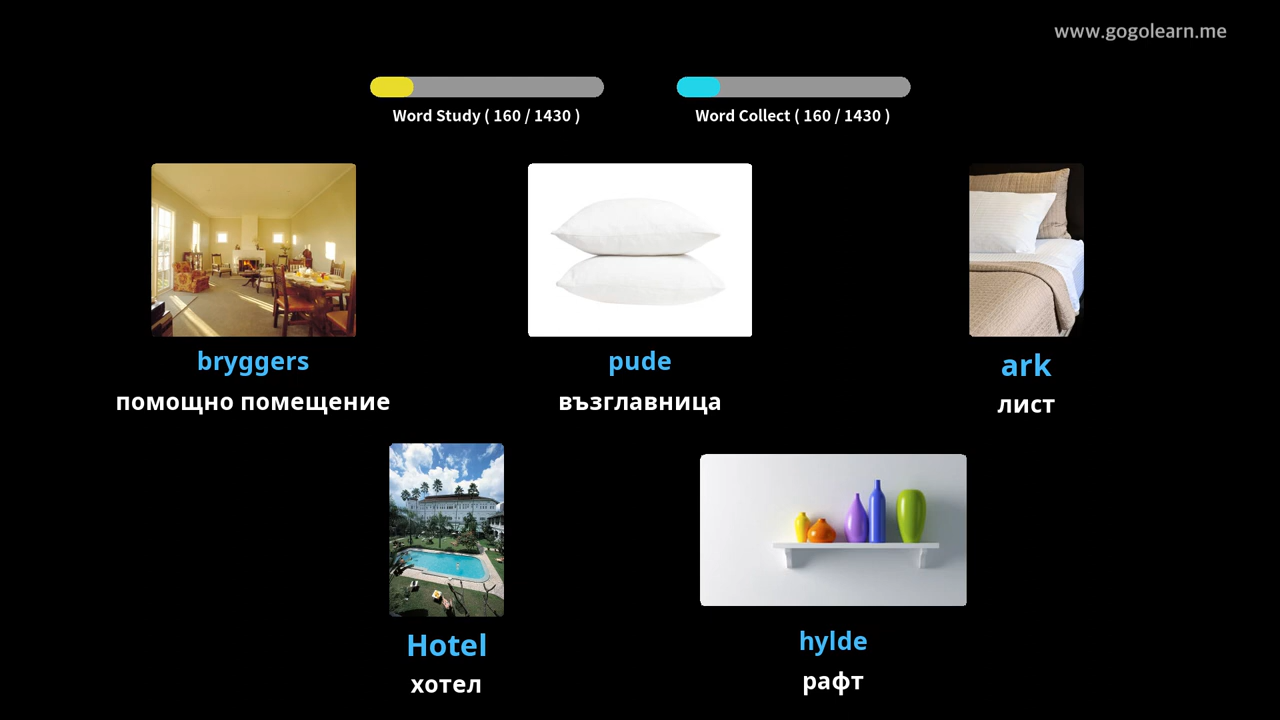 www.gogolearn.me
Word Study ( 160 / 1430 )
Word Collect ( 160 / 1430 )
bryggers
помощно помещение
pude
възглавница
ark
лист
Hotel
хотел
hylde
рафт